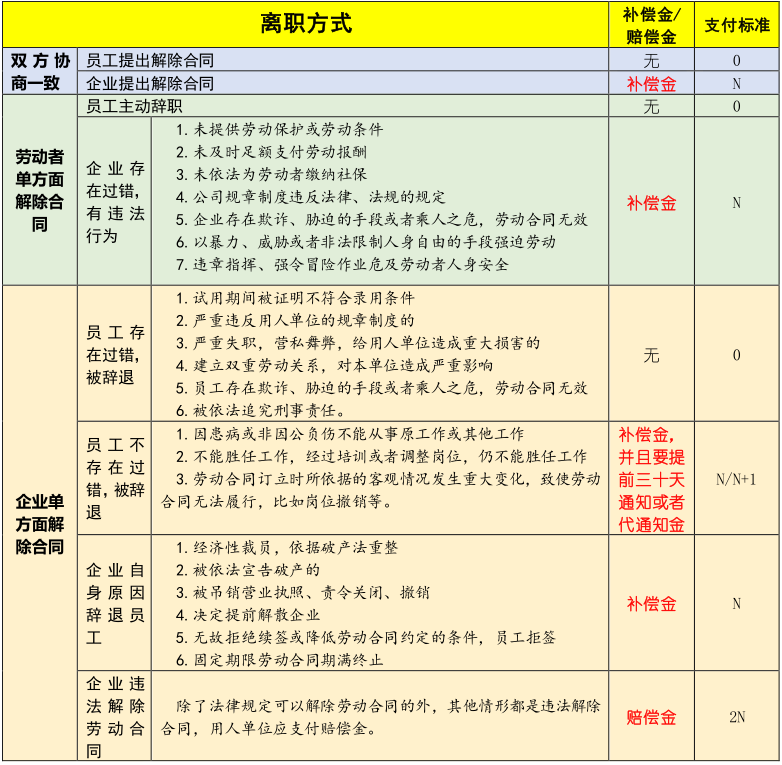 离职方式
补偿金/
赔偿金
支付标准
双方协
商一致
员工提出解除合同
无
0
企业提出解除合同
补偿金
N
劳动者
单方面
解除合
同
员工主动辞职
无
0
企业存
在过错，
有违法
行为
1.未提供劳动保护或劳动条件
2.未及时足额支付劳动报酬
3.未依法为劳动者缴纳社保
4.公司规章制度违反法律、法规的规定
5.企业存在欺诈、胁迫的手段或者乘人之危，劳动合同无效
6.以暴力、威胁或者非法限制人身自由的手段强迫劳动
7.违章指挥、强令冒险作业危及劳动者人身安全
补偿金
N
企业单
方面解
除合同
员工存
在过错，
被辞退
1.试用期间被证明不符合录用条件
2.严重违反用人单位的规章制度的
3.严重失职，营私舞弊，给用人单位造成重大损害的
4.建立双重劳动关系，对本单位造成严重影响
5.员工存在欺诈、胁迫的手段或者乘人之危，劳动合同无效
6.被依法追究刑事责任。
无
0
员工不
存在过
错，被辞
退
1.因患病或非因公负伤不能从事原工作或其他工作
2.不能胜任工作，经过培训或者调整岗位，仍不能胜任工作
3.劳动合同订立时所依据的客观情况发生重大变化，致使劳动
合同无法履行，比如岗位撤销等。
补偿金，
并且要提
前三十天
通知或者
代通知金
N/N+1
企业自
身原因
辞退员
工
1.经济性裁员，依据破产法重整
2.被依法宣告破产的
3.被吊销营业执照、责令关闭、撤销
4.决定提前解散企业
5.无故拒绝续签或降低劳动合同约定的条件，员工拒签
6.固定期限劳动合同期满终止
补偿金
N
企业违
法解除
劳动合
同
除了法律规定可以解除劳动合同的外，其他情形都是违法解除
合同，用人单位应支付赔偿金。
赔偿金
2N